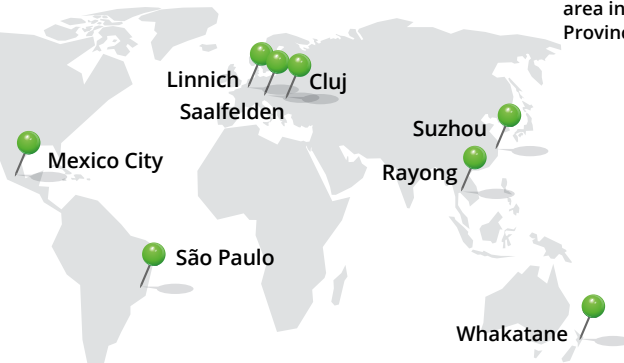 area in
Provinc
Linnich
Cluj
Saalfelden
Suzhou
Mexico City
Rayong
São Paulo
Whakatane